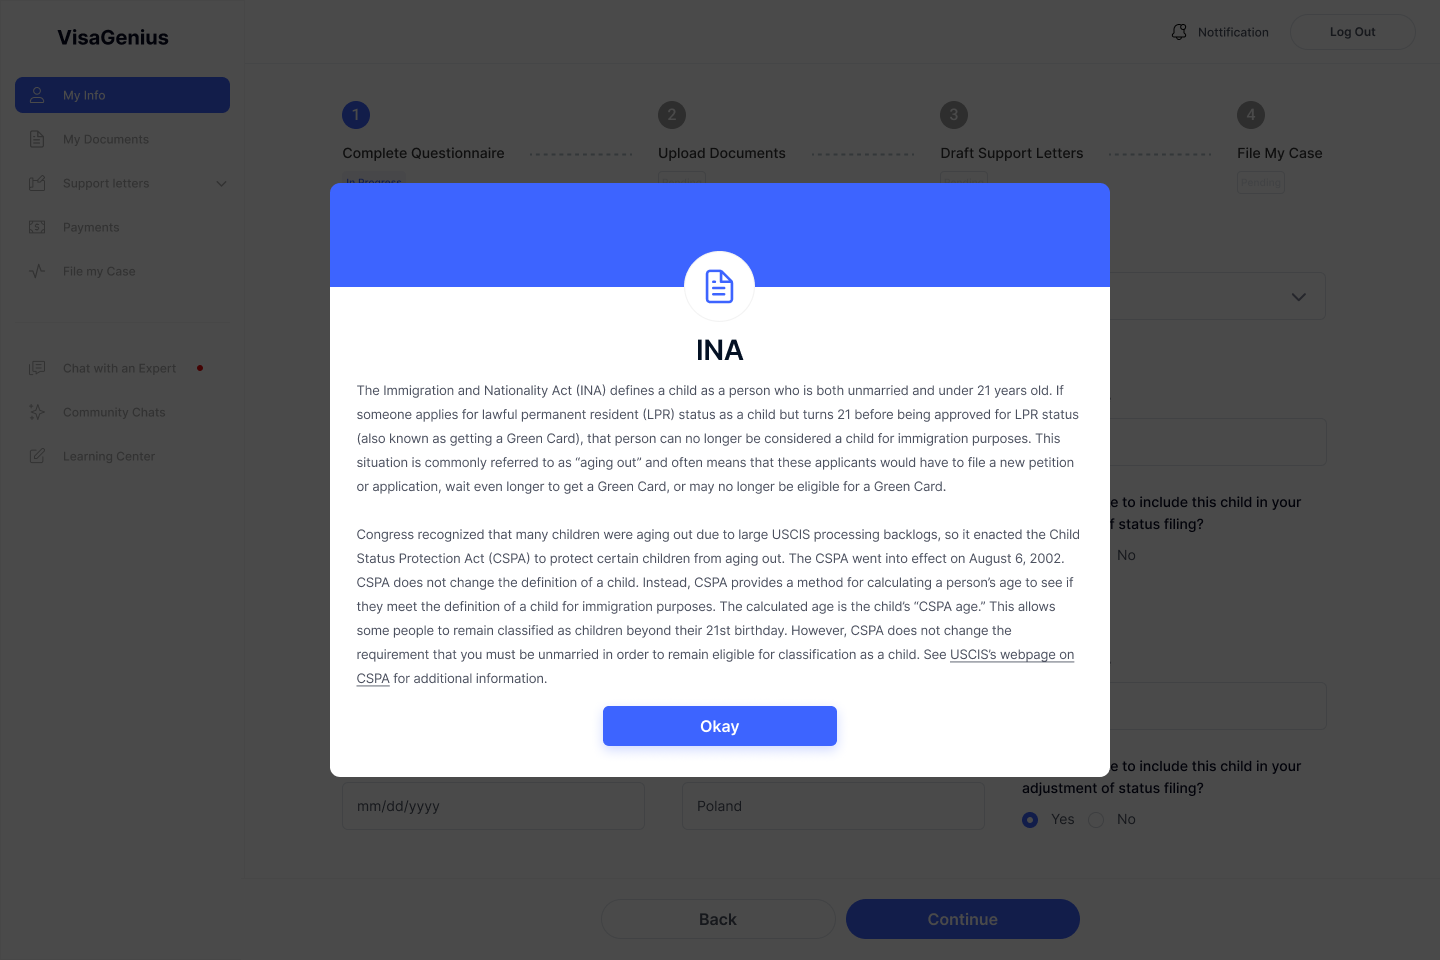 VisaGenius
Nottification
Log Out
My Info
My Documents
Support letters
Payments
File my Case
Chat with an Expert
Community Chats
Learning Center
1
2
3
4
Complete Questionnaire
Upload Documents
Draft Support Letters
File My Case
In Progress
Pending
INA
The Immigration and Nationality Act (INA) defines a child as a person who is both unmarried and under 21 years old. If
someone applies for lawful permanent resident (LPR) status as a child but turns 21 before being approved for LPR status
(also known as getting a Green Card), that person can no longer be considered a child for immigration purposes. This
situation is commonly referred to as “aging out” and often means that these applicants would have to file a new petition
or application, wait even longer to get a Green Card, or may no longer be eligible for a Green Card.
Congress recognized that many children were aging out due to large USCIS processing backlogs, so it enacted the Child
Status Protection Act (CSPA) to protect certain children from aging out. The CSPA went into effect on August 6, 2002.
CSPA does not change the definition of a child. Instead, CSPA provides a method for calculating a person’s age to see if
they meet the definition of a child for immigration purposes. The calculated age is the child’s “CSPA age.” This allows
some people to remain classified as children beyond their 21st birthday. However, CSPA does not change the
requirement that you must be unmarried in order to remain eligible for classification as a child. See USCIS’s webpage on
CSPA for additional information.
Okay
e to include this child in your
f status filing?
No
e to include this child in your
adjustment of status filing?
mm/dd/yyyy
Poland
Yes
No
Back
Continue